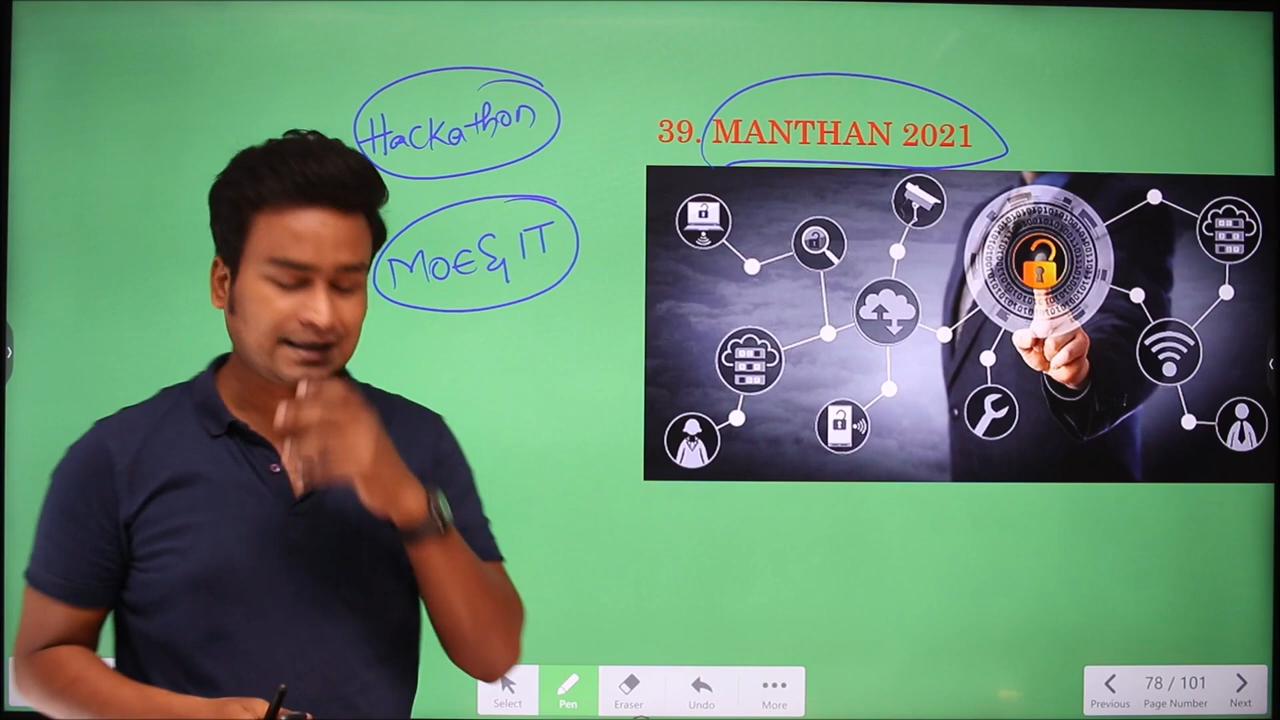 Hackathon
MOE& IT
39. MANTHAN 2021
Select
Pen
Eraser
Undo
More
Previous
78 / 101
Page Number
Next